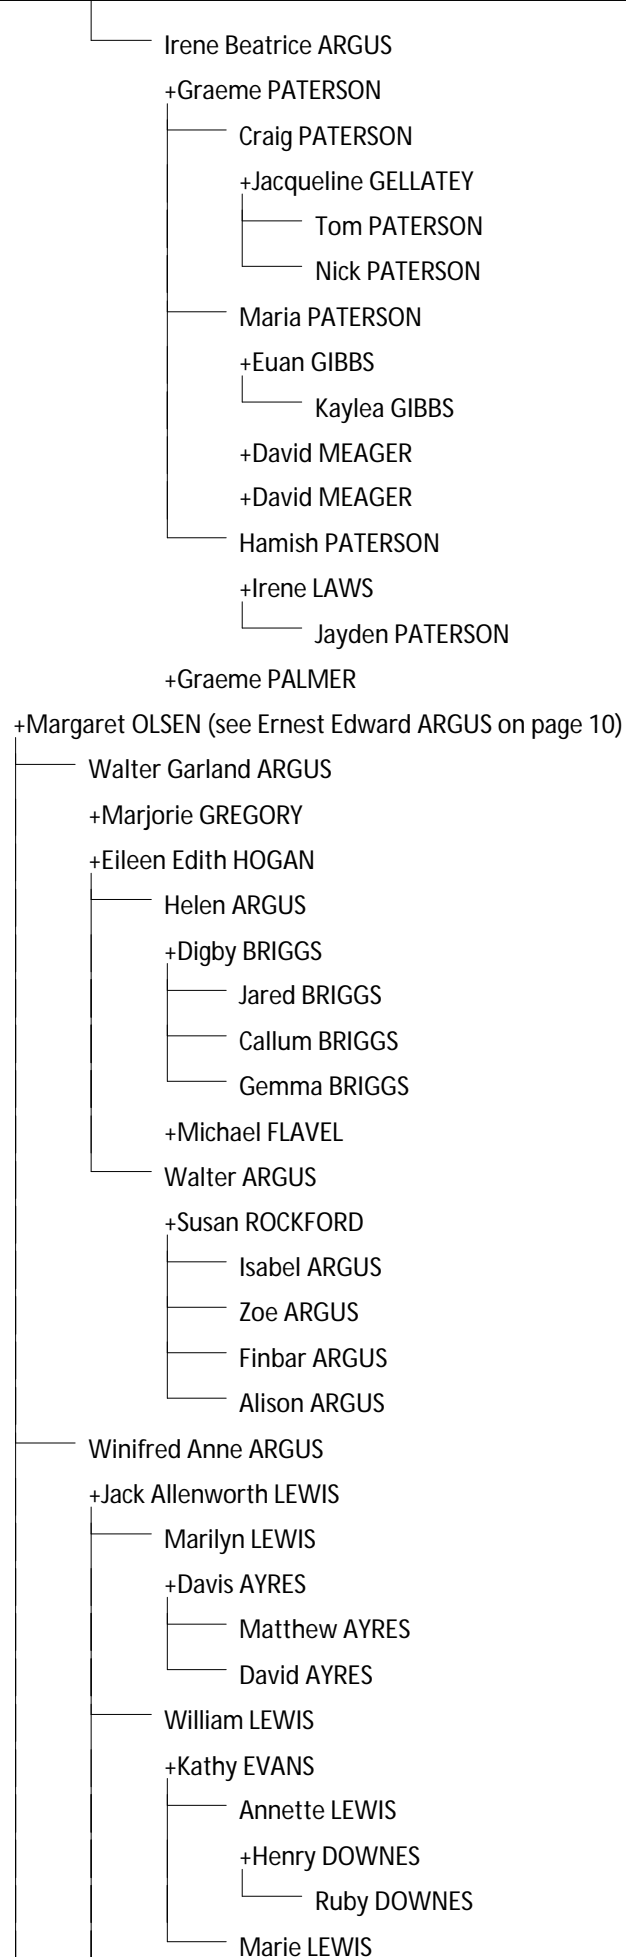 Irene Beatrice ARGUS
+Graeme PATERSON
Craig PATERSON
+Jacqueline GELLATEY
Tom PATERSON
Nick PATERSON
Maria PATERSON
+Euan GIBBS
Kaylea GIBBS
+David MEAGER
+David MEAGER
Hamish PATERSON
+Irene LAWS
Jayden PATERSON
+Graeme PALMER
+Margaret OLSEN (see Ernest Edward ARGUS on page 10)
Walter Garland ARGUS
+Marjorie GREGORY
+Eileen Edith HOGAN
Helen ARGUS
+Digby BRIGGS
Jared BRIGGS
Callum BRIGGS
Gemma BRIGGS
+Michael FLAVEL
Walter ARGUS
+Susan ROCKFORD
Isabel ARGUS
Zoe ARGUS
Finbar ARGUS
Alison ARGUS
Winifred Anne ARGUS
+Jack Allenworth LEWIS
Marilyn LEWIS
+Davis AYRES
Matthew AYRES
David AYRES
William LEWIS
+Kathy EVANS
Annette LEWIS
+Henry DOWNES
Ruby DOWNES
Marie LEWIS